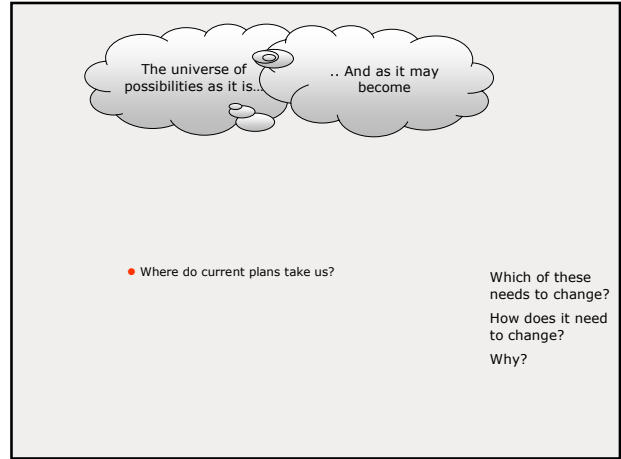 The universe of
possibilities as it is…
.. And as it may
become
Where do current plans take us?
Which of these
needs to change?
How does it need
to change?
Why?